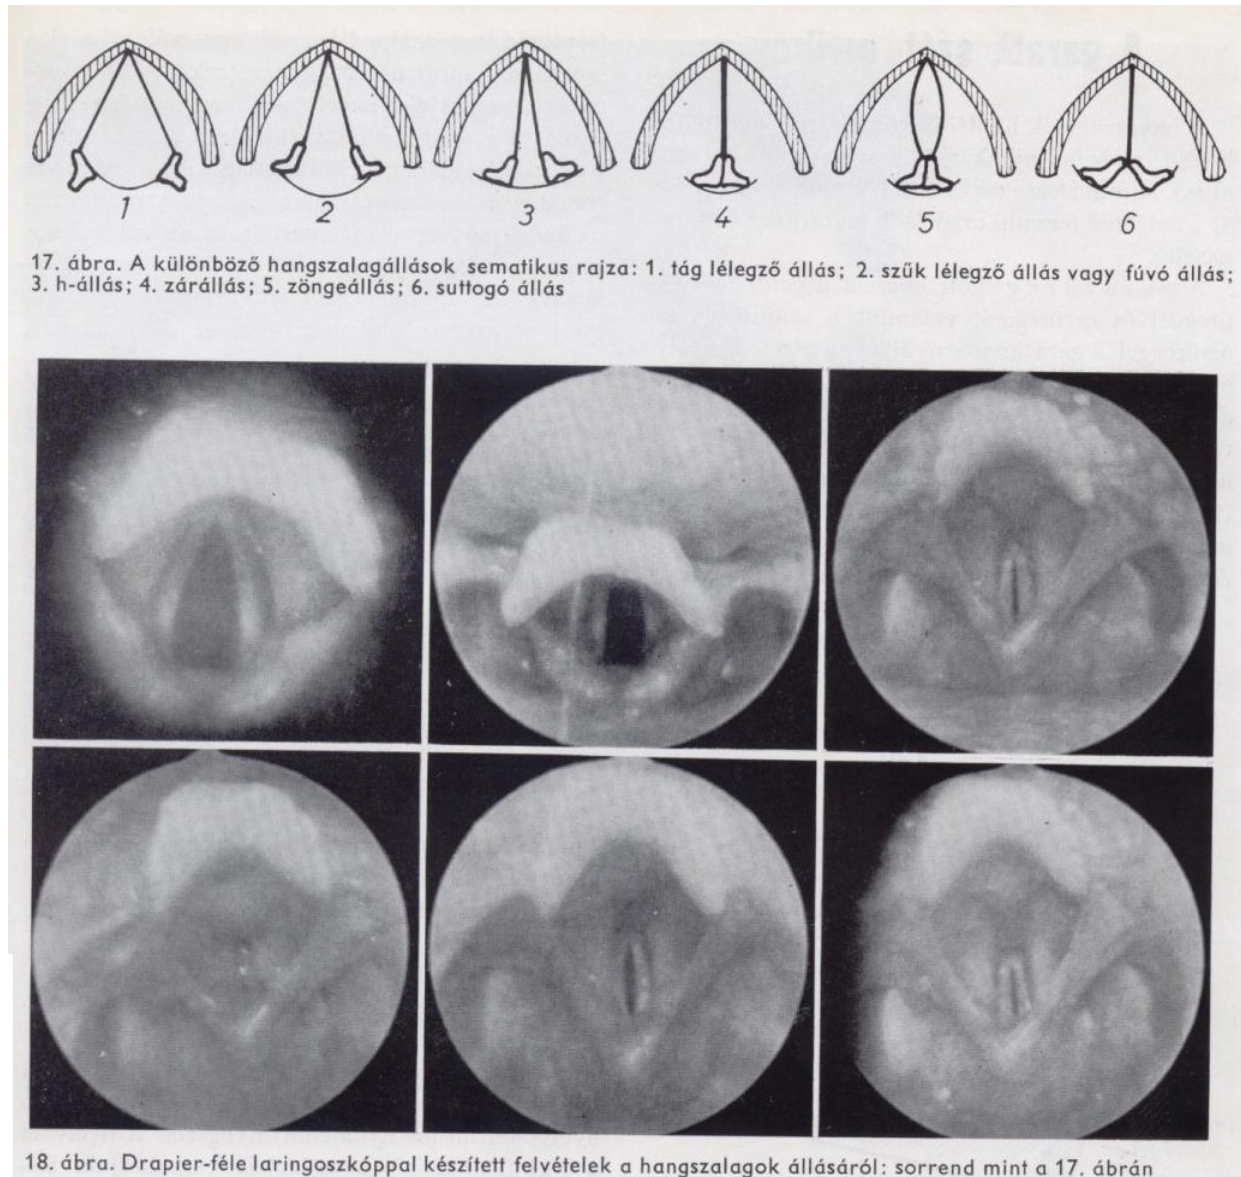 1 2 3 4 5 6
17. ábra. A különböző hangszalagállások sematikus rajza: 1. tág lélegző állás; 2. szűk lélegző állás vagy fúvó állás;
3. h-állás; 4. zárállás; 5. zöngeállás; 6. suttogó állás
18. ábra. Drapier-féle laringoszkóppal készített felvételek a hangszalagok állásáról: sorrend mint a 17. ábrán